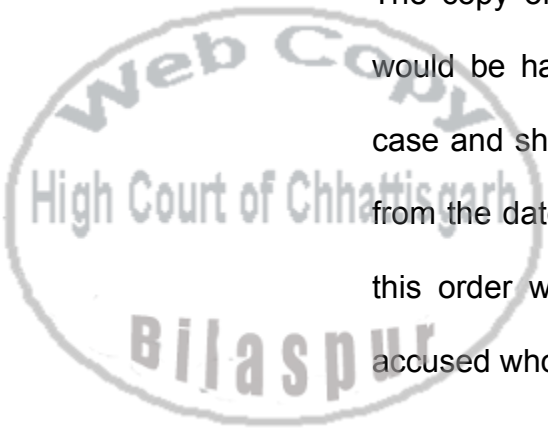 The copy of
would be ha
case and sh
from the dat
this order w
accused who
Web Copy
High Court of Chhattisgarh
Bilaspur